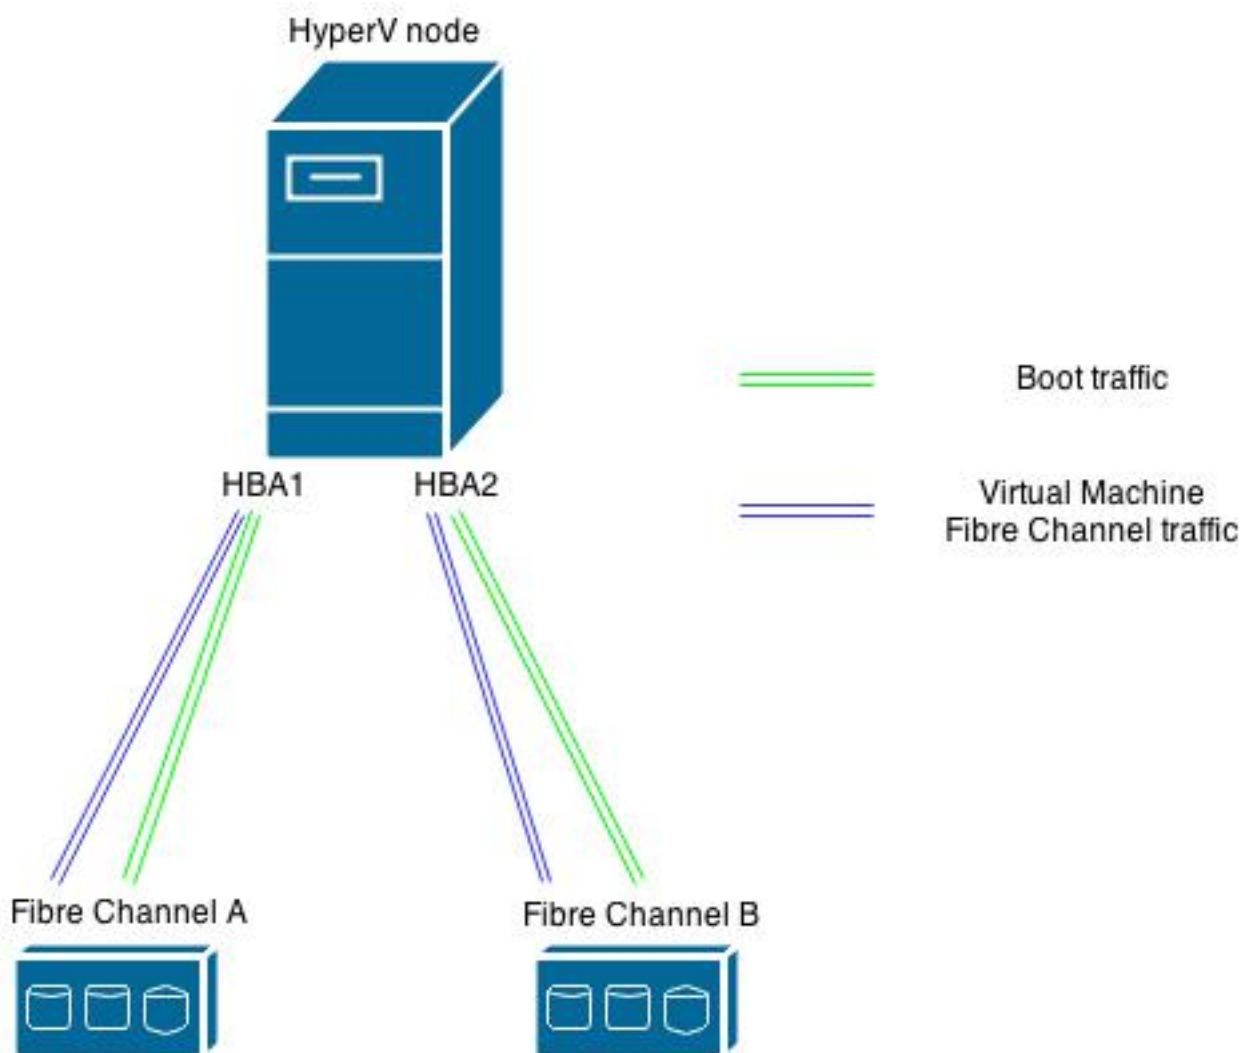 HyperV node
Boot traffic
HBA1
HBA2
Virtual Machine
Fibre Channel traffic
Fibre Channel A
Fibre Channel B